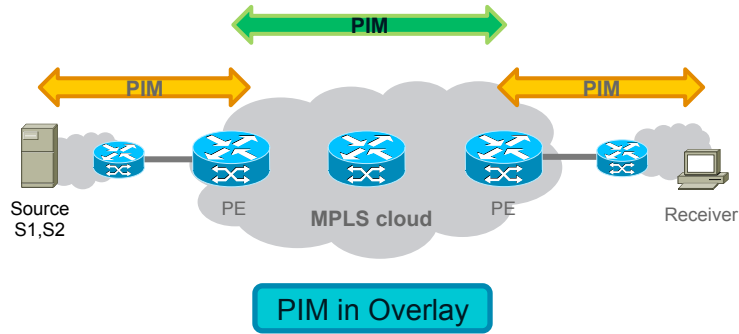 PIM
PIM
PIM
Source
S1,S2
PE
MPLS cloud
PE
Receiver
PIM in Overlay